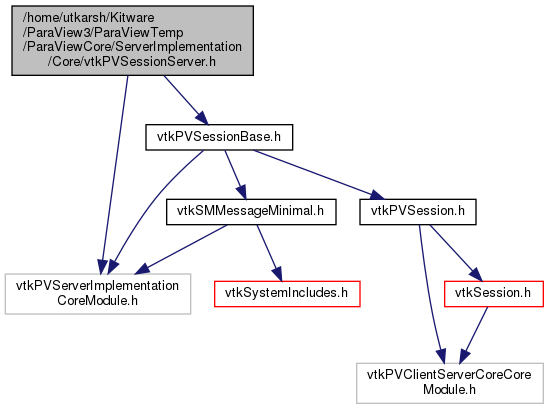 /home/utkarsh/Kitware
/ParaView3/ParaViewTemp
/ParaViewCore/ServerImplementation
/Core/vtkPVSessionServer.h
vtkPVSessionBase.h
vtkSMMessageMinimal.h
vtkPVSession.h
vtkPVServerImplementation
CoreModule.h
vtkSystemIncludes.h
vtkSession.h
vtkPVClientServerCoreCore
Module.h